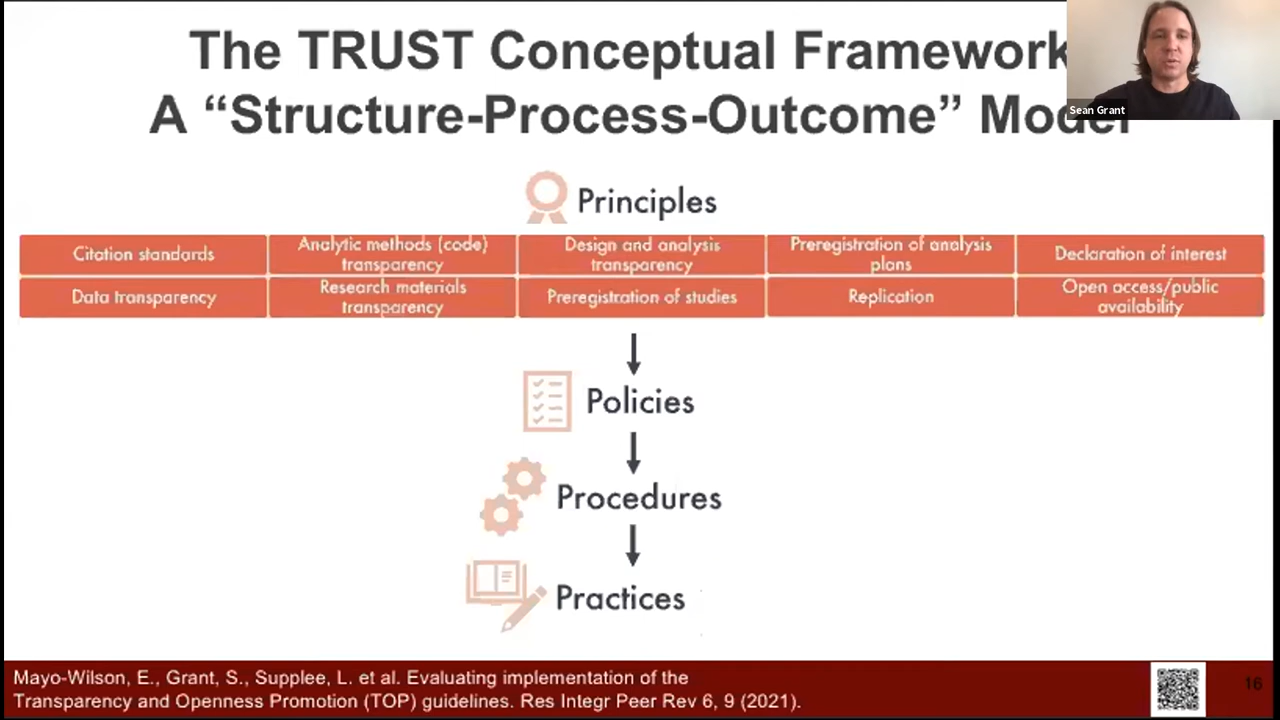 The TRUST Conceptual Framework
A “Structure-Process-Outcome” Model
Sean Grant
Principles
Citation standards
Analytic methods (code)
transparency
Design and analysis
transparency
Preregistration of analysis
plans
Declaration of interest
Data transparency
Research materials
transparency
Preregistration of studies
Replication
Open access/public
availability
Policies
Procedures
Practices
Mayo-Wilson, E., Grant, S., Supplee, L. et al. Evaluating implementation of the
Transparency and Openness Promotion (TOP) guidelines. Res Integr Peer Rev 6, 9 (2021).
16